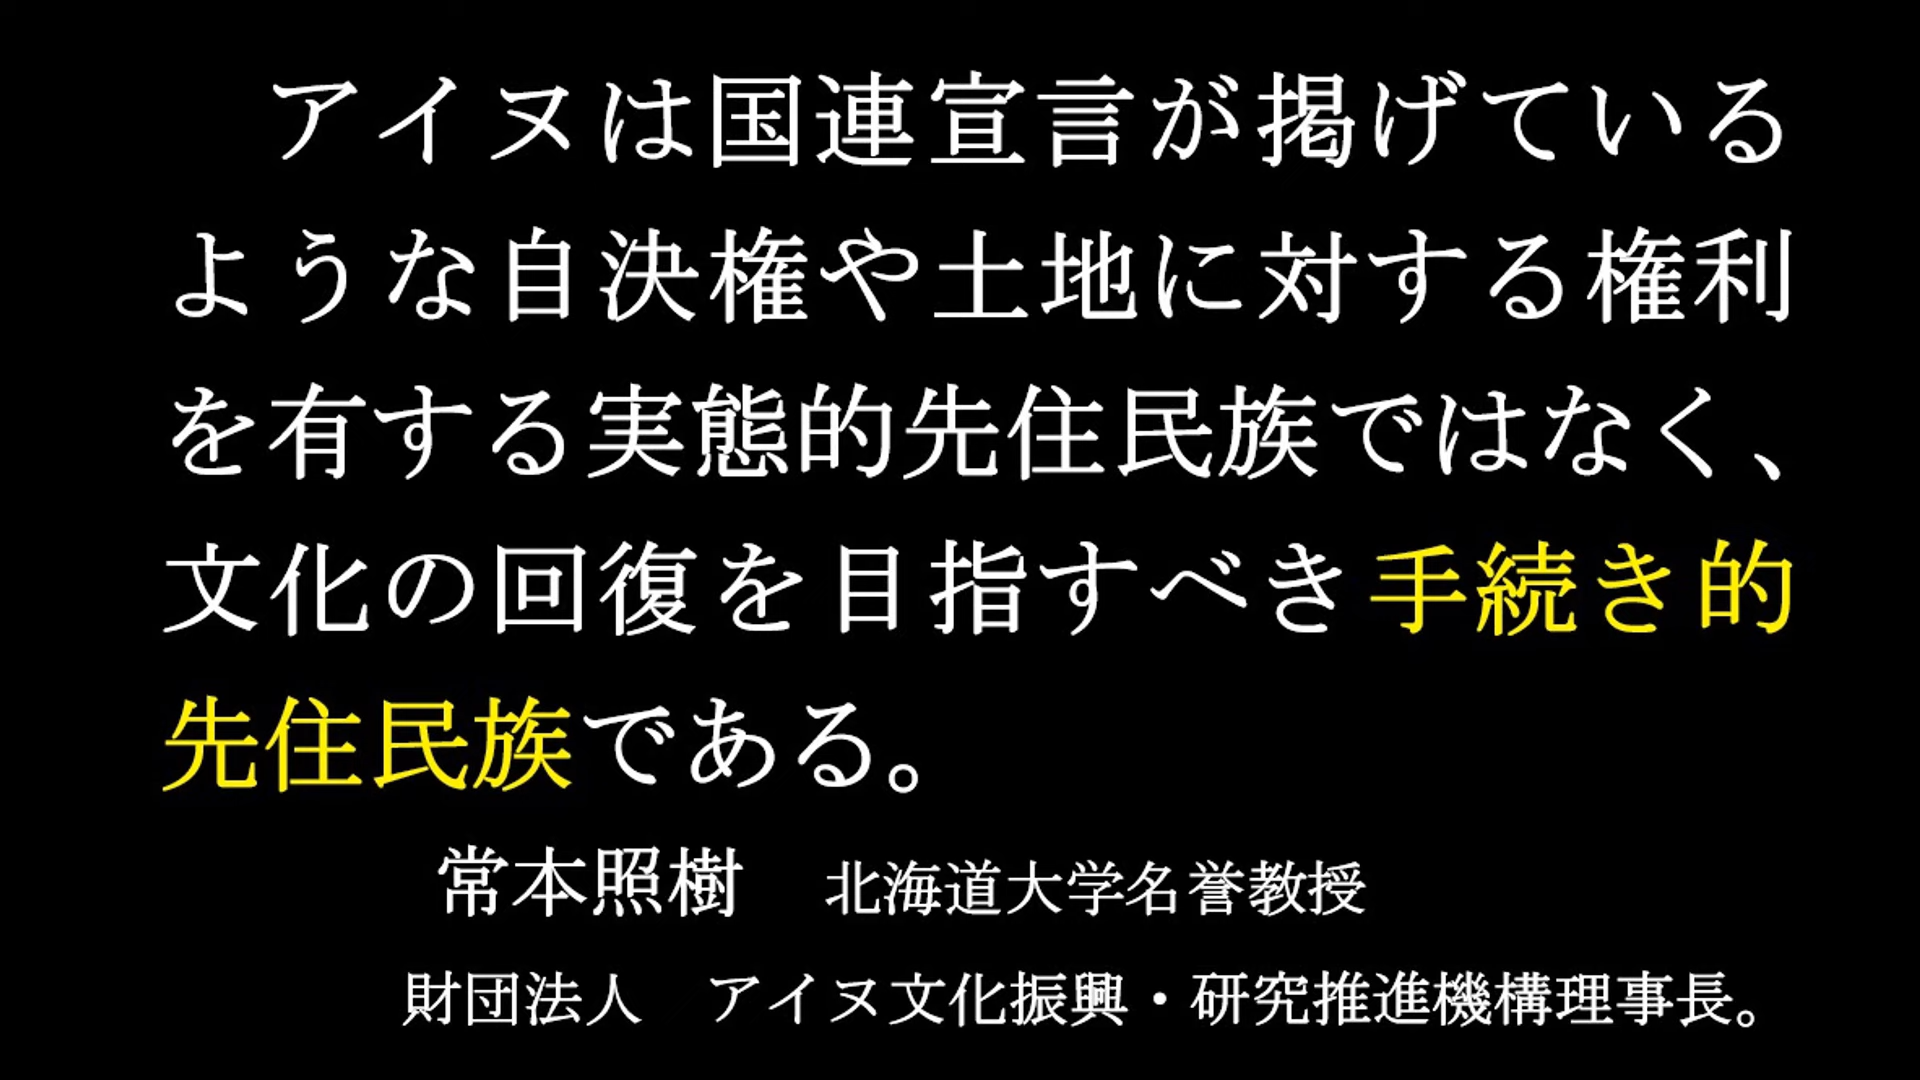 アイヌは国連宣言が掲げている
ような自決権や土地に対する権利
を有する実態的先住民族ではなく、
文化の回復を目指すべき手続き的
先住民族である。
常本照樹　北海道大学名誉教授
財団法人　アイヌ文化振興・研究推進機構理事長。